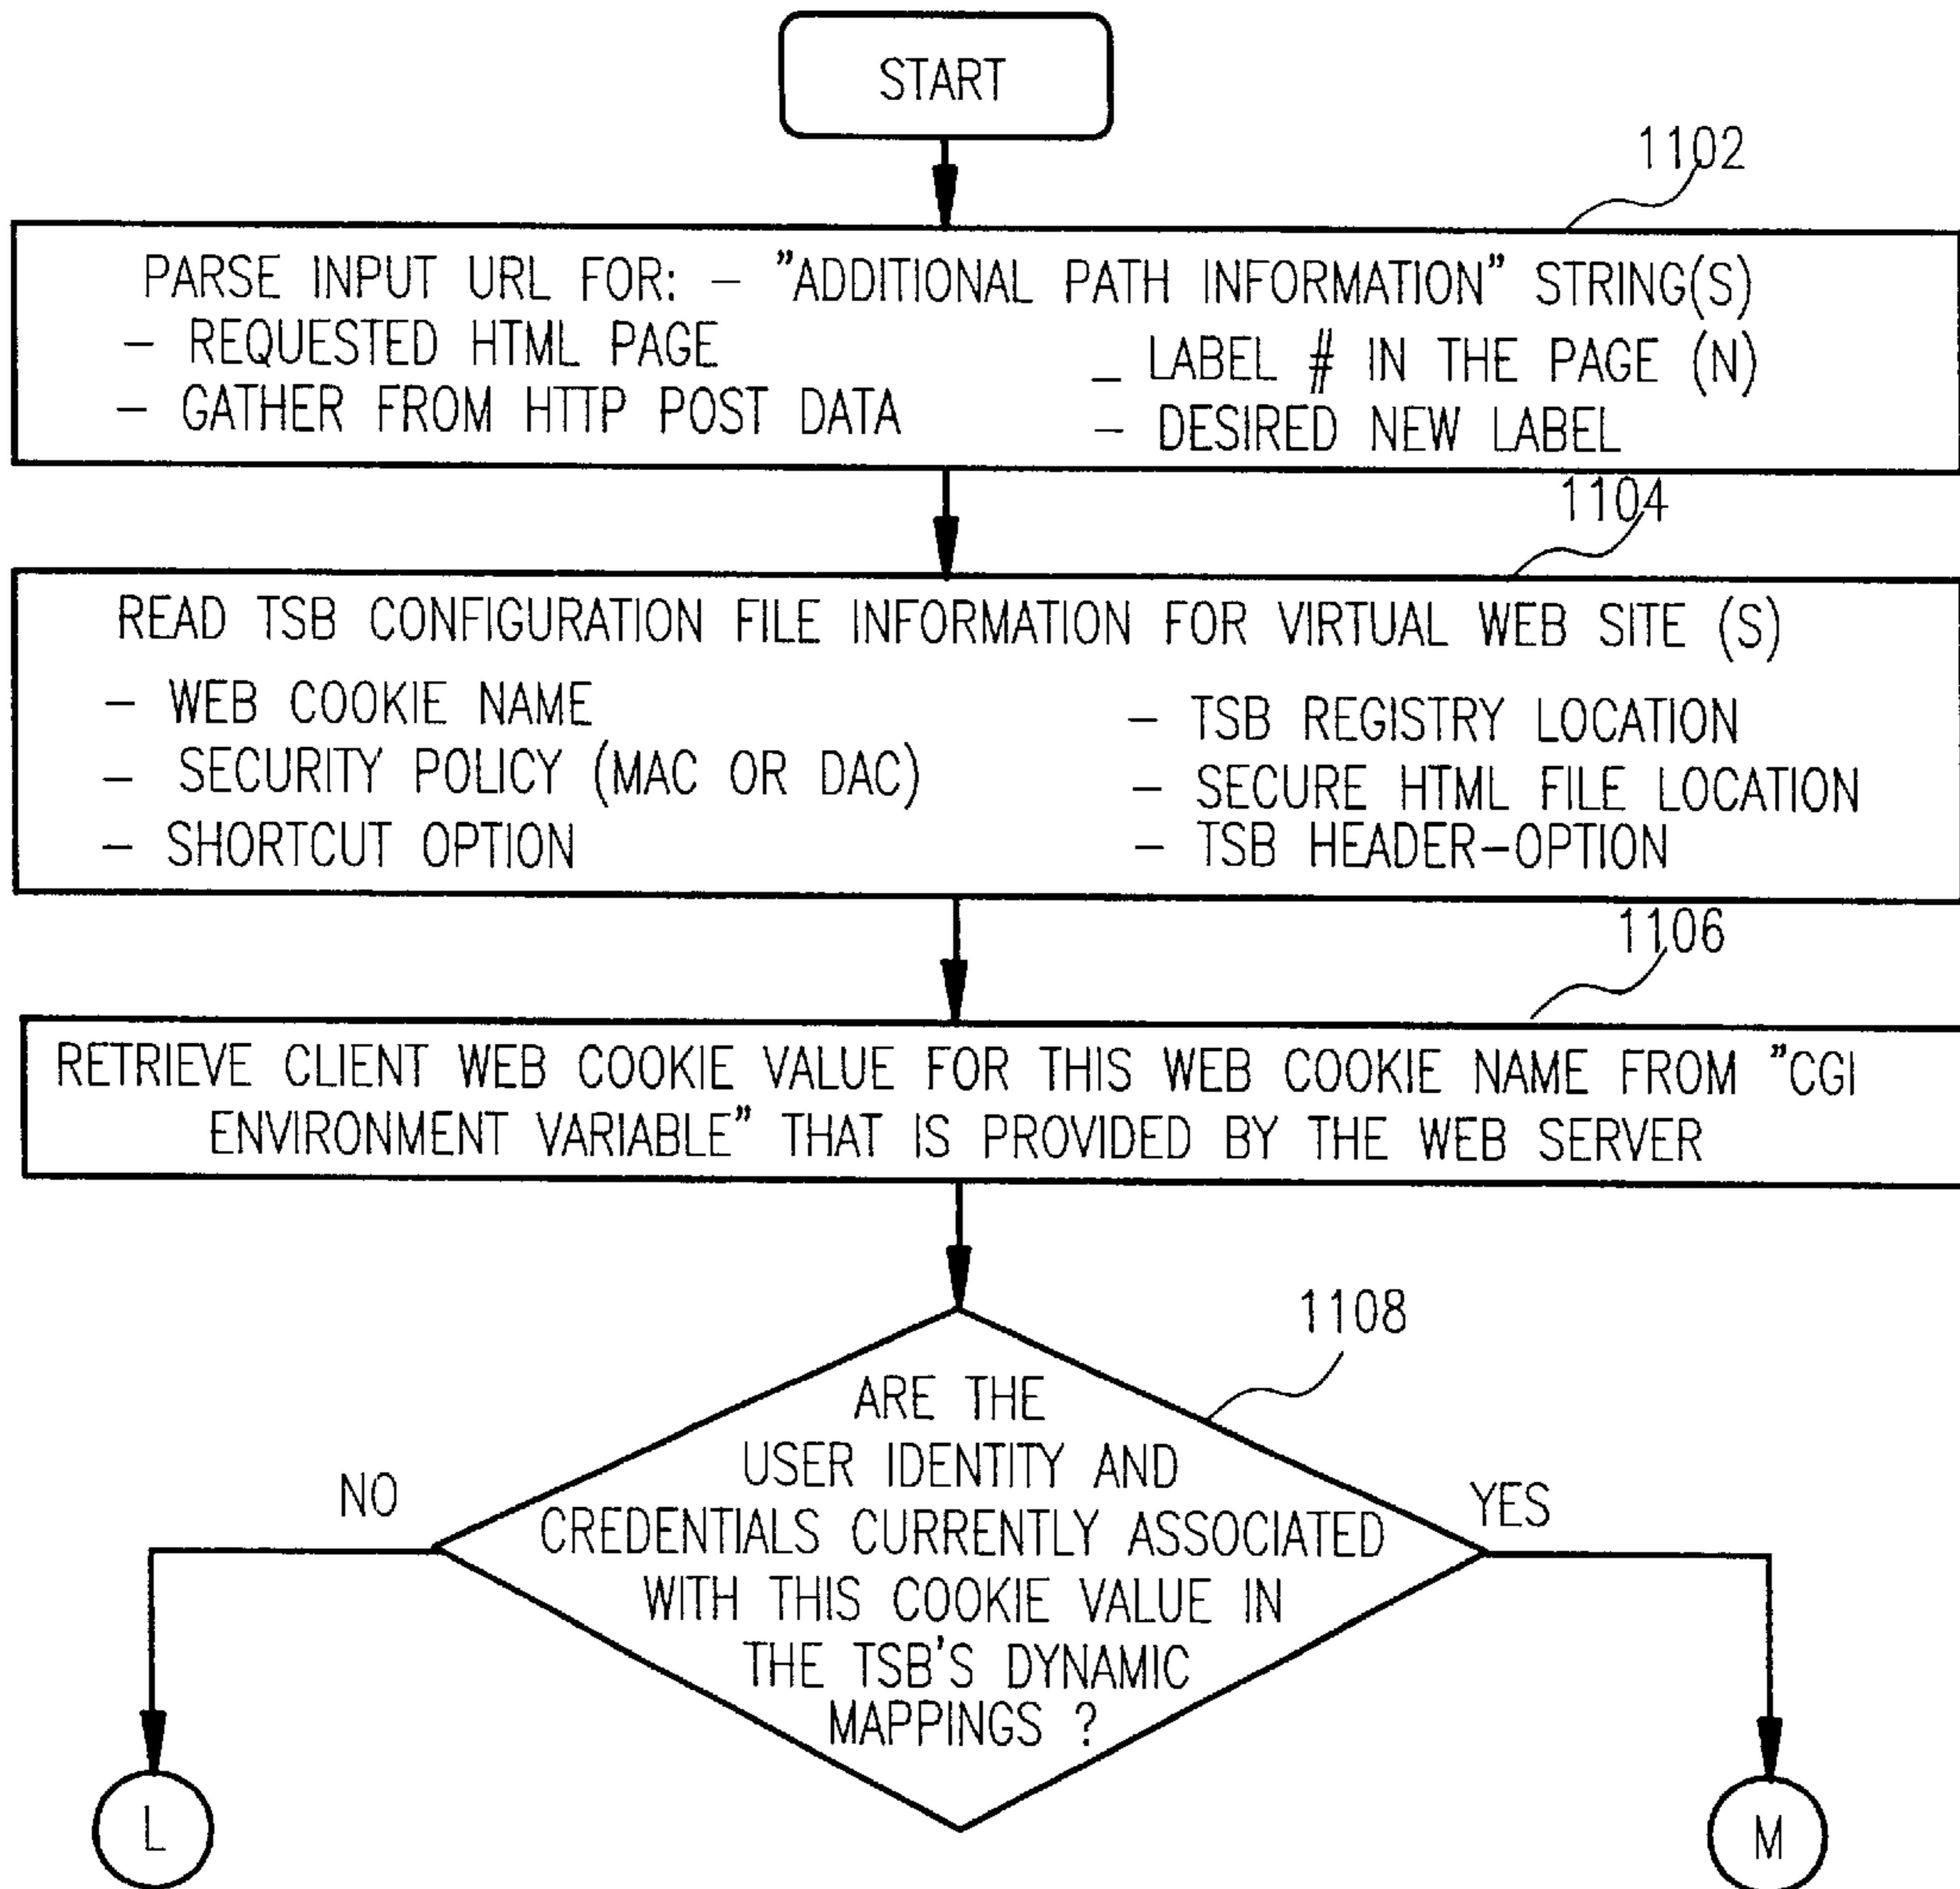 START
1102
PARSE INPUT URL FOR: – "ADDITIONAL PATH INFORMATION" STRING(S)
– REQUESTED HTML PAGE
– LABEL # IN THE PAGE (N)
– GATHER FROM HTTP POST DATA
– DESIRED NEW LABEL
1104
READ TSB CONFIGURATION FILE INFORMATION FOR VIRTUAL WEB SITE (S)
– WEB COOKIE NAME
– TSB REGISTRY LOCATION
– SECURITY POLICY (MAC OR DAC)
– SECURE HTML FILE LOCATION
– SHORTCUT OPTION
– TSB HEADER–OPTION
1106
RETRIEVE CLIENT WEB COOKIE VALUE FOR THIS WEB COOKIE NAME FROM "CGI
ENVIRONMENT VARIABLE" THAT IS PROVIDED BY THE WEB SERVER
1108
ARE THE
USER IDENTITY AND
CREDENTIALS CURRENTLY ASSOCIATED
WITH THIS COOKIE VALUE IN
THE TSB'S DYNAMIC
MAPPINGS ?
NO
YES
L
M